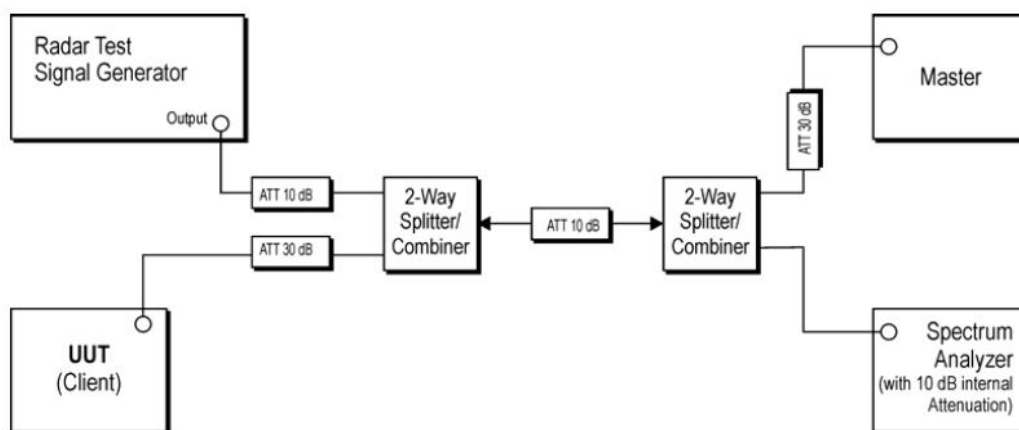 Radar Test
Signal Generator
Output
ATT 10 dB
2-Way
Splitter/
Combiner
ATT 30 dB
UUT
(Client)
ATT 10 dB
2-Way
Splitter/
Combiner
ATT 30 dB
Master
Spectrum
Analyzer
(with 10 dB internal
Attenuation)